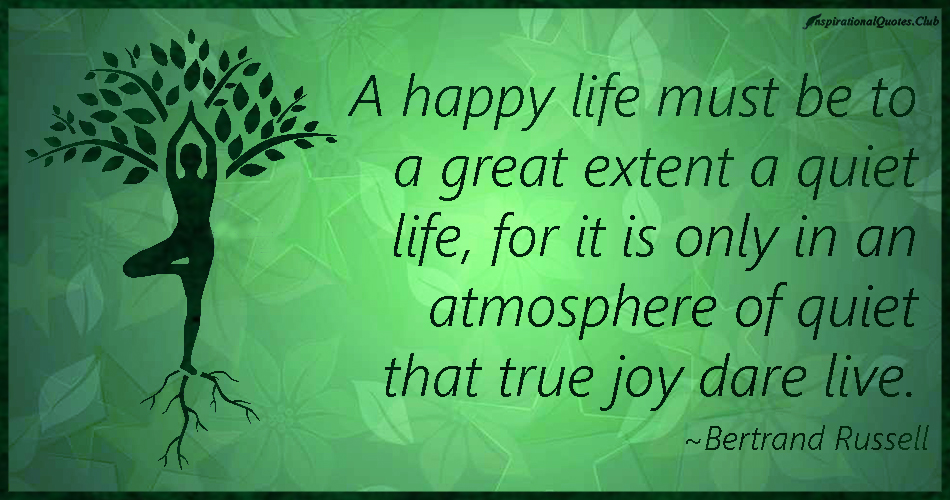 InspirationalQuotes.Club
A happy life must be to
a great extent a quiet
life, for it is only in an
atmosphere of quiet
that true joy dare live.
~Bertrand Russell